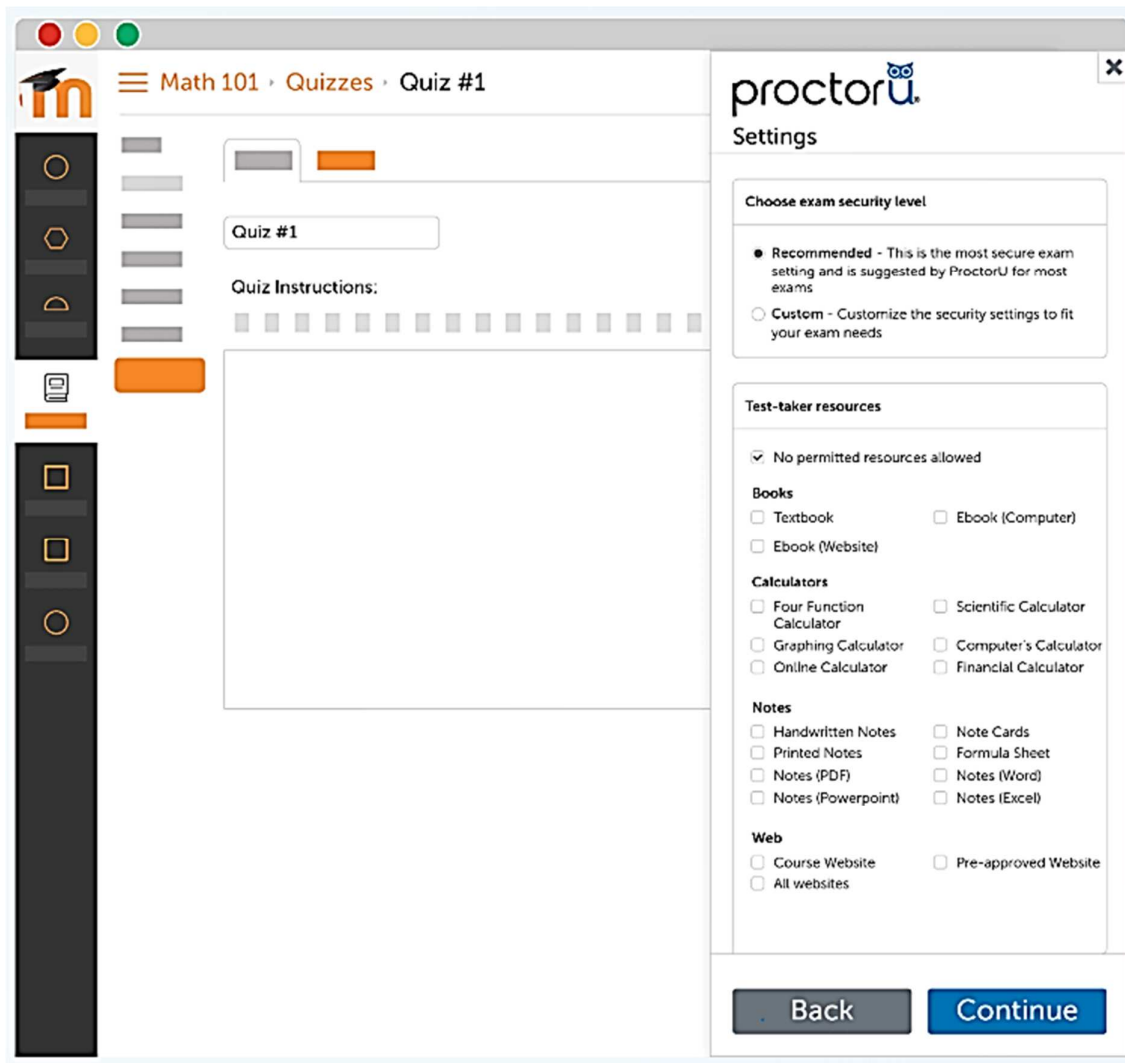 Math 101 › Quizzes › Quiz #1
Quiz #1
Quiz Instructions:
proctorU
Settings
Choose exam security level
Recommended - This is the most secure exam
setting and is suggested by ProctorU for most
exams
Custom - Customize the security settings to fit
your exam needs
Test-taker resources
No permitted resources allowed
Books
Textbook
Ebook (Computer)
Ebook (Website)
Calculators
Four Function
Calculator
Scientific Calculator
Graphing Calculator
Computer's Calculator
Online Calculator
Financial Calculator
Notes
Handwritten Notes
Note Cards
Printed Notes
Formula Sheet
Notes (PDF)
Notes (Word)
Notes (Powerpoint)
Notes (Excel)
Web
Course Website
Pre-approved Website
All websites
Back
Continue